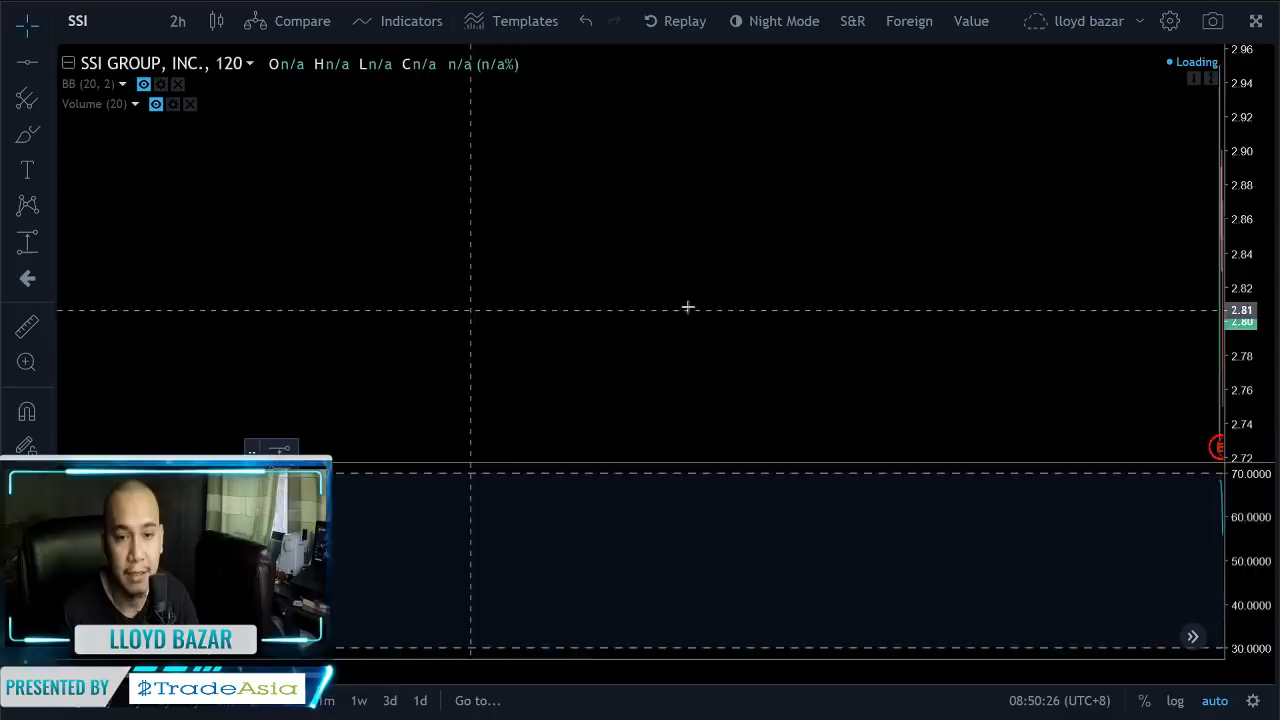 SSI 2h Compare Indicators Templates Replay Night Mode S&R Foreign Value lloyd bazar
SSI GROUP, INC., 120 On/a Hn/a Ln/a Cn/a n/a (n/a%)
BB (20, 2)
Volume (20)
Loading
2.96
2.94
2.92
2.90
2.88
2.86
2.84
2.82
2.81
2.80
2.78
2.76
2.74
2.72
70.0000
60.0000
50.0000
40.0000
30.0000
LLOYD BAZAR
PRESENTED BY TradeAsia
1w 3d 1d Go to... 08:50:26 (UTC+8) % log auto